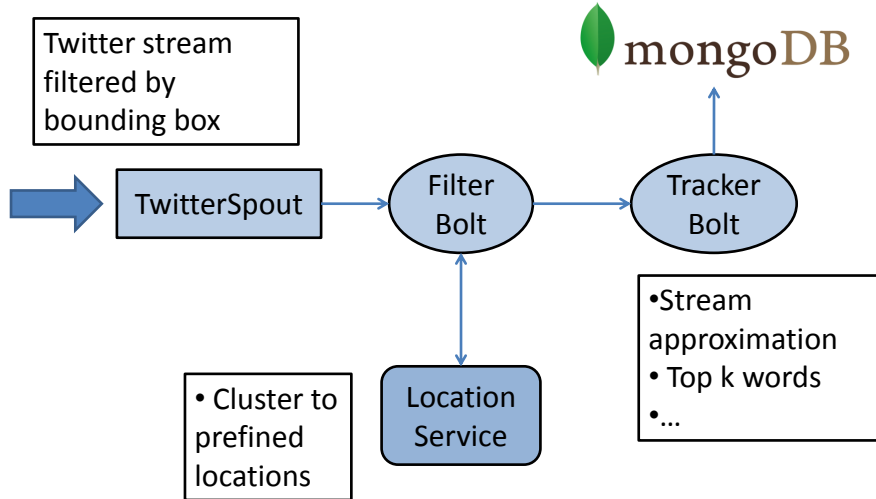 Twitter stream
filtered by
bounding box
mongoDB
TwitterSpout
Filter
Bolt
Tracker
Bolt
•Stream
approximation
• Top k words
•...
• Cluster to
prefined
locations
Location
Service